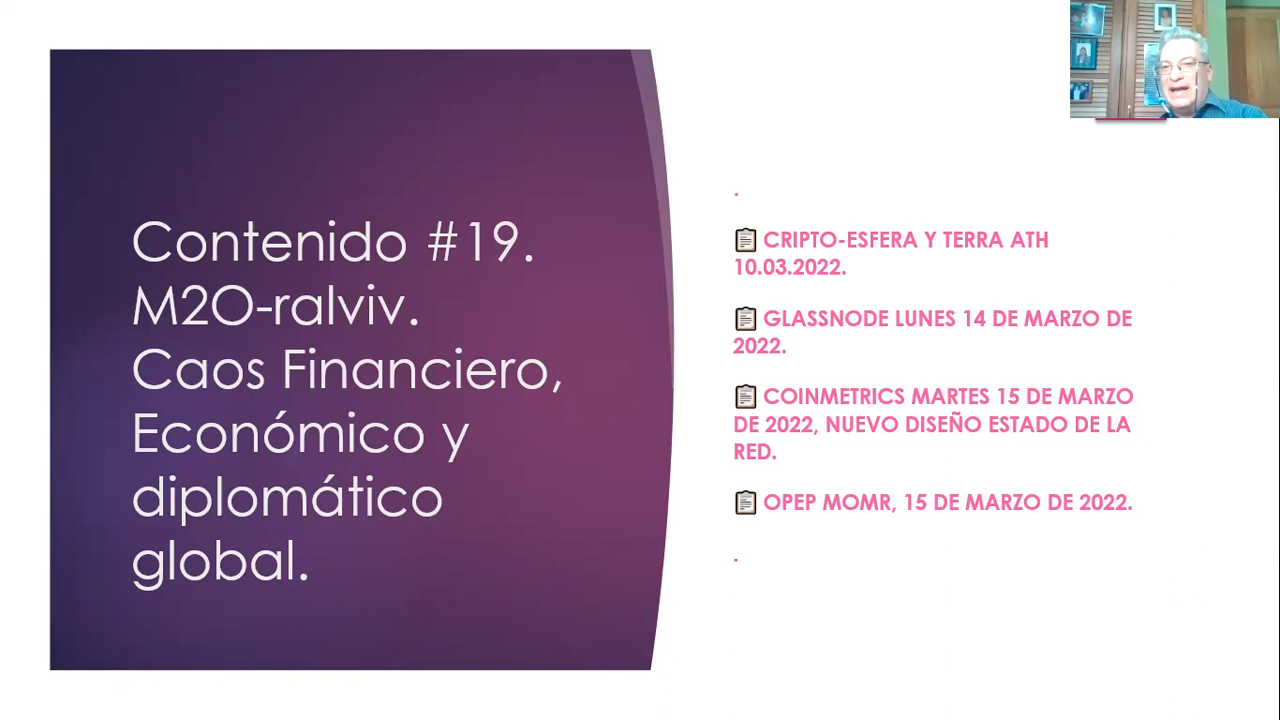 Contenido #19.
M2O-ralviv.
Caos Financiero,
Económico y
diplomático
global.
.
📋 CRIPTO-ESFERA Y TERRA ATH
10.03.2022.
📋 GLASSNODE LUNES 14 DE MARZO DE
2022.
📋 COINMETRICS MARTES 15 DE MARZO
DE 2022, NUEVO DISEÑO ESTADO DE LA
RED.
📋 OPEP MOMR, 15 DE MARZO DE 2022.
.